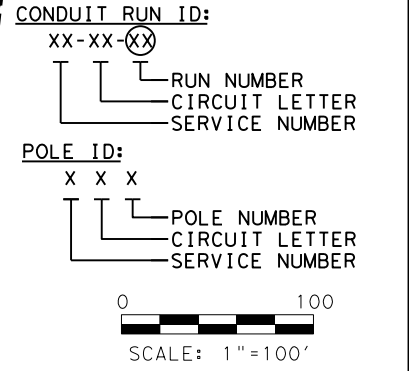 CONDUIT RUN ID:
XX-XX-XX
RUN NUMBER
CIRCUIT LETTER
SERVICE NUMBER
POLE ID:
X X X
POLE NUMBER
CIRCUIT LETTER
SERVICE NUMBER
0 100
SCALE: 1"=100'